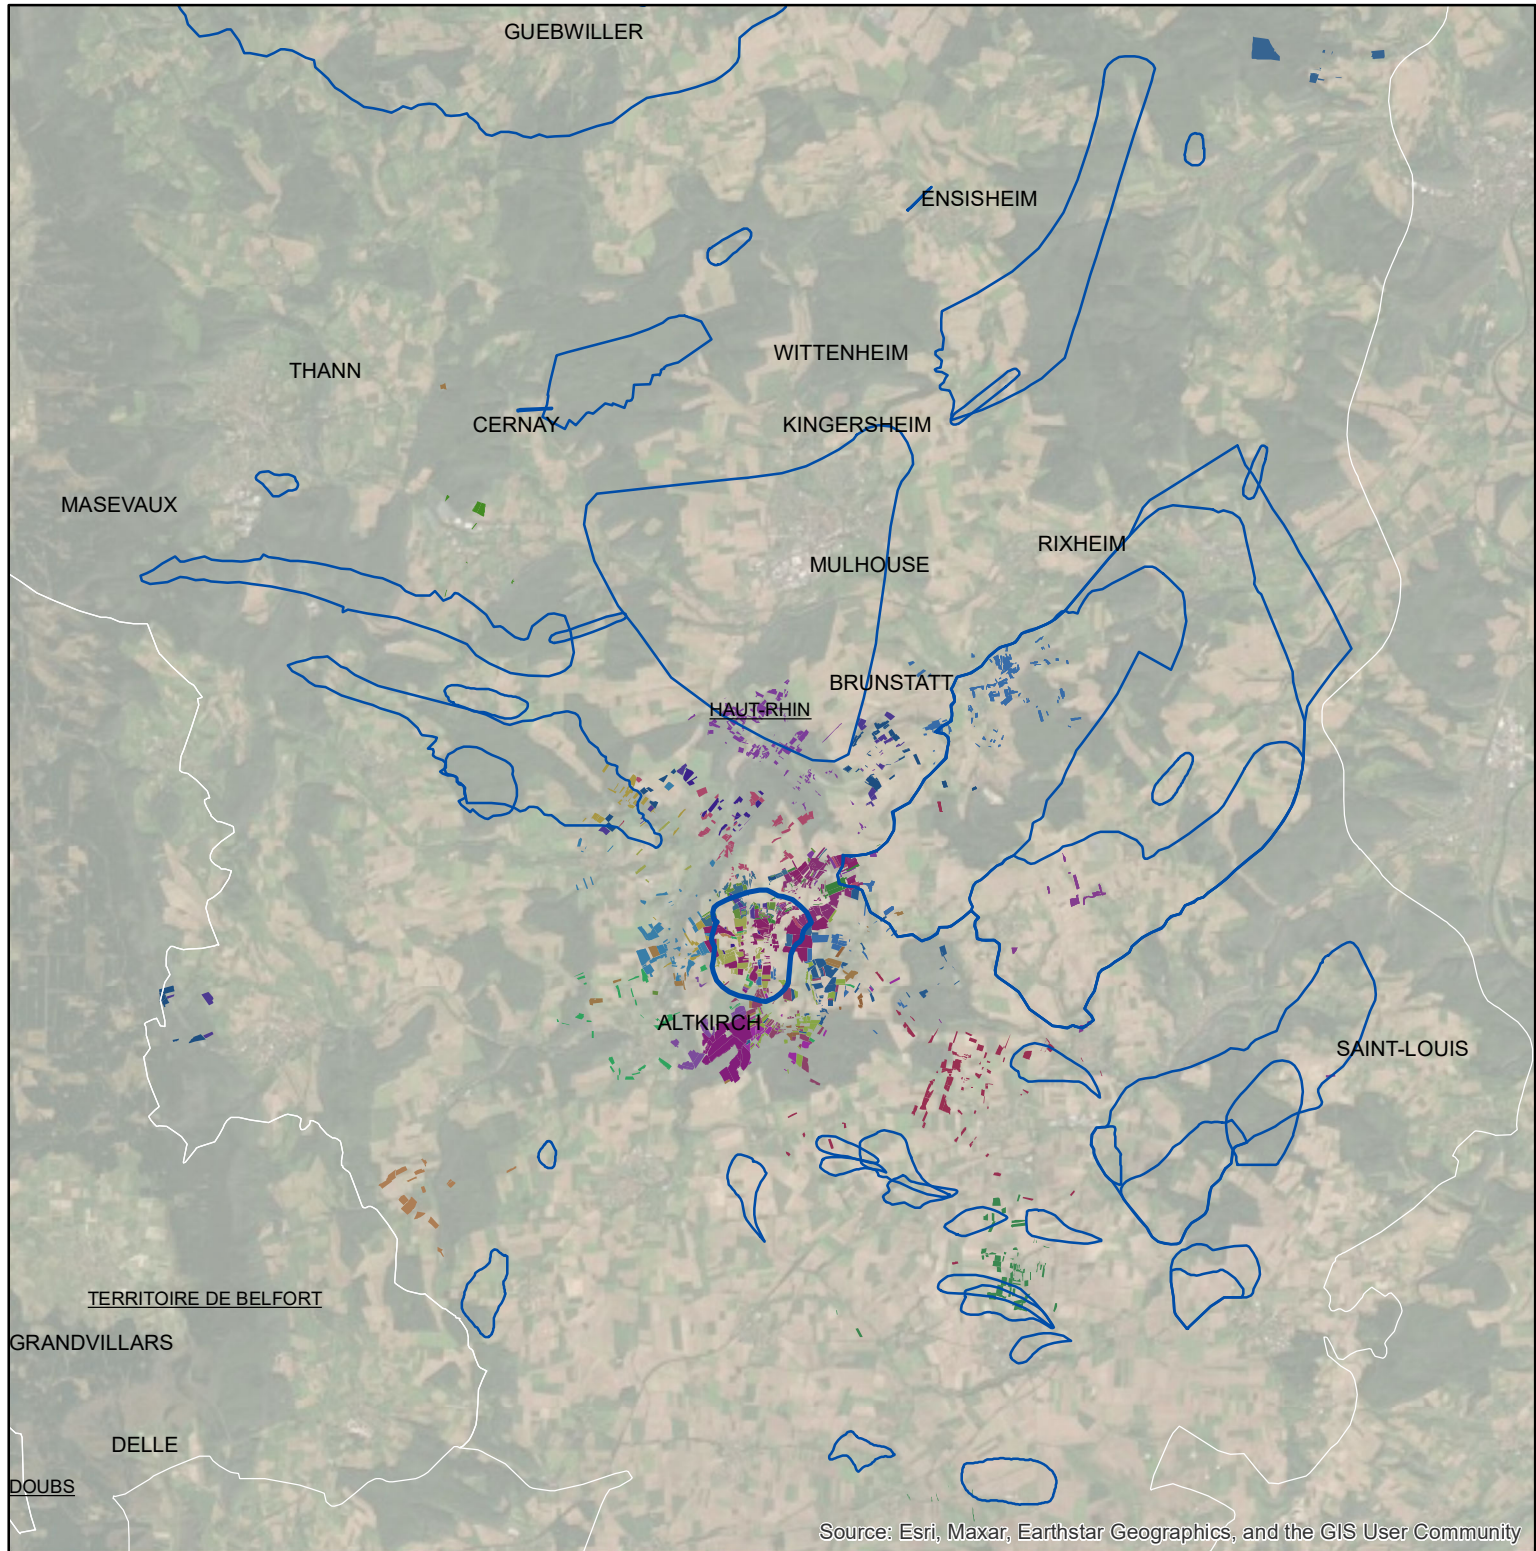 GUEBWILLER
ENSISHEIM
WITTENHEIM
THANN
CERNAY
KINGERSHEIM
MASEVAUX
RIXHEIM
MULHOUSE
BRUNSTATT
HAUT-RHIN
ALTKIRCH
SAINT-LOUIS
TERRITOIRE DE BELFORT
GRANDVILLARS
DELLE
DOUBS
Source: Esri, Maxar, Earthstar Geographics, and the GIS User Community